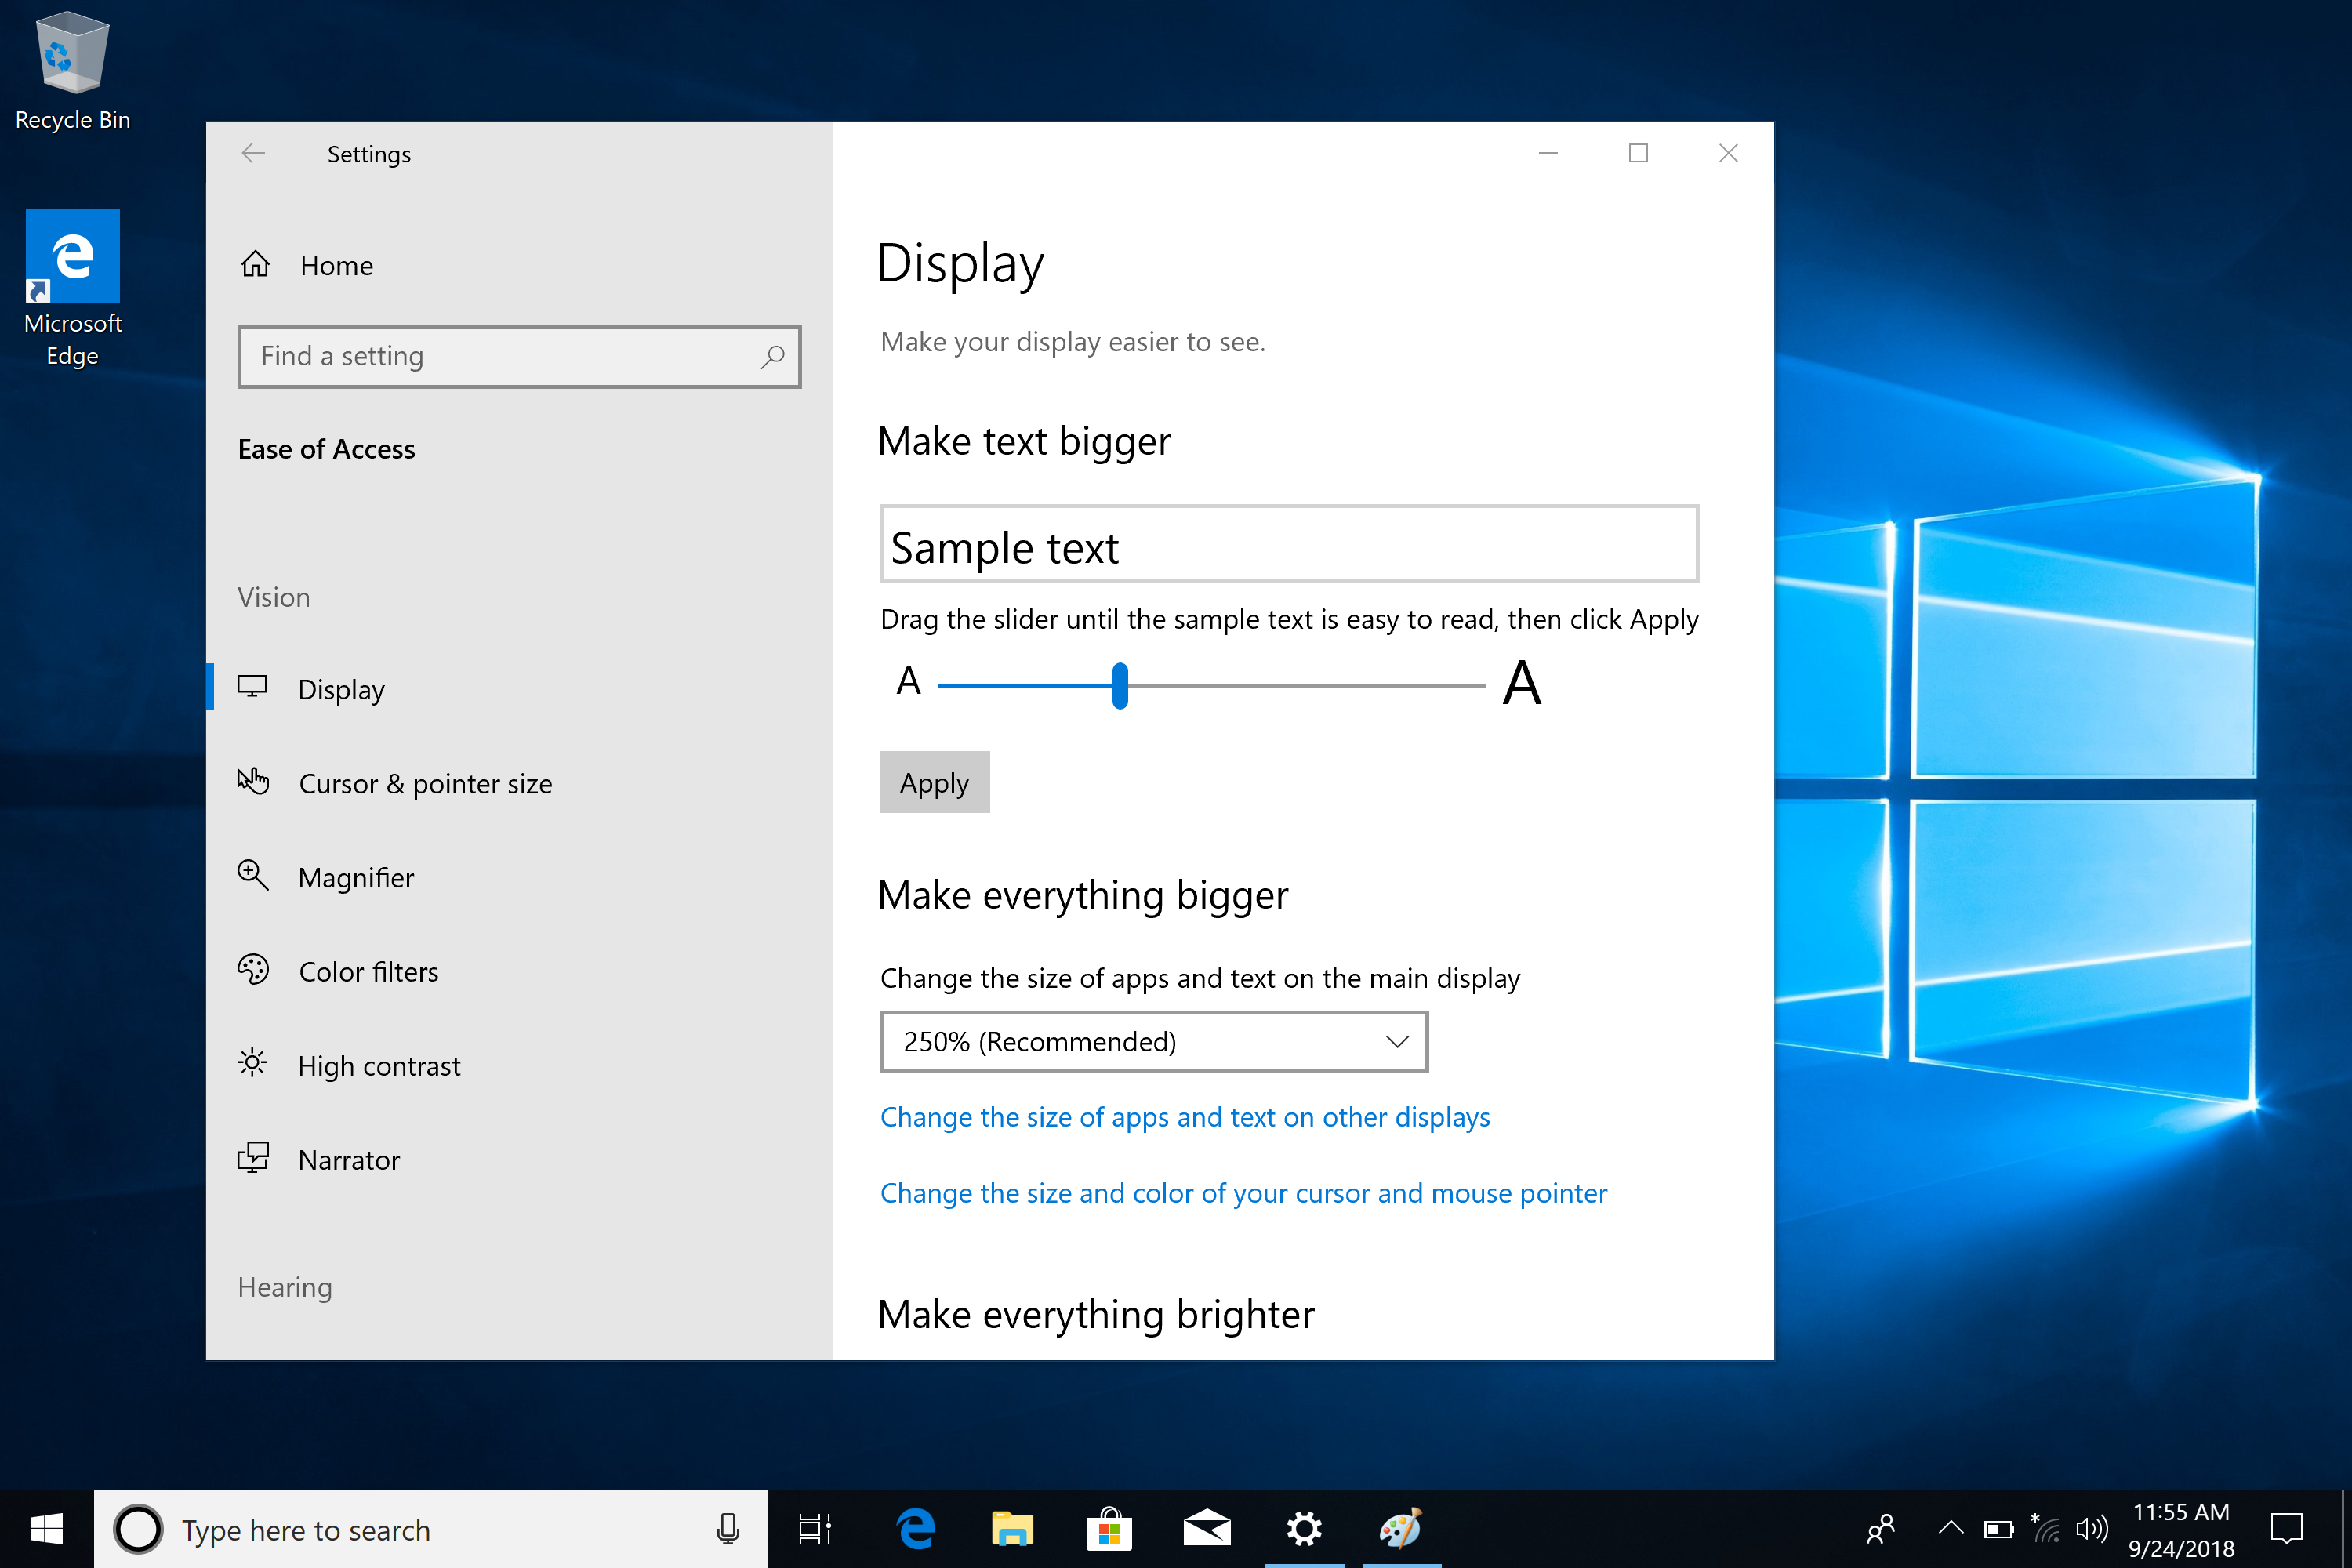 Recycle Bin
Microsoft
Edge
Settings
Home
Find a setting
Ease of Access
Vision
Display
Cursor & pointer size
Magnifier
Color filters
High contrast
Narrator
Hearing
Display
Make your display easier to see.
Make text bigger
Sample text
Drag the slider until the sample text is easy to read, then click Apply
A A
Apply
Make everything bigger
Change the size of apps and text on the main display
250% (Recommended)
Change the size of apps and text on other displays
Change the size and color of your cursor and mouse pointer
Make everything brighter
Type here to search
11:55 AM
9/24/2018